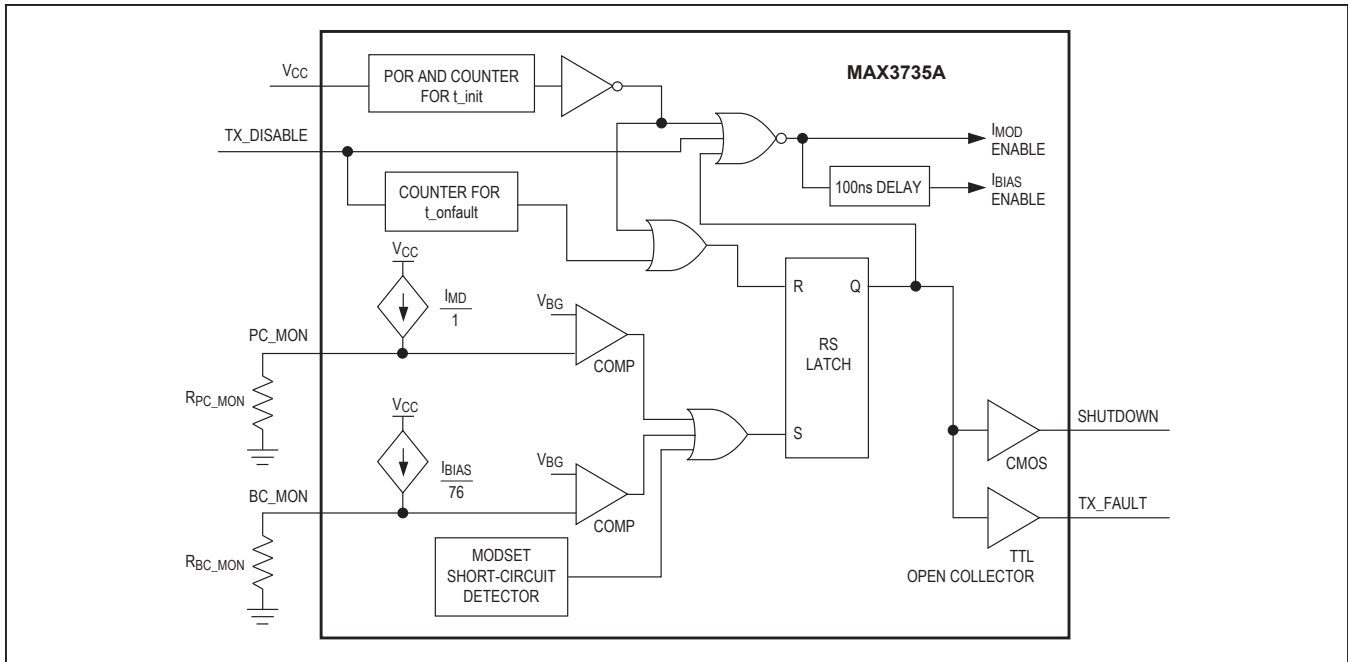 MAX3735A
VCC
POR AND COUNTER
FOR t_init
TX_DISABLE
IMOD
ENABLE
100ns DELAY
IBIAS
ENABLE
COUNTER FOR
t_onfault
VCC
IMD
1
R
Q
VBG
PC_MON
COMP
RS
LATCH
RPC_MON
VCC
SHUTDOWN
S
CMOS
IBIAS
76
VBG
BC_MON
TX_FAULT
COMP
RBC_MON
MODSET
SHORT-CIRCUIT
DETECTOR
TTL
OPEN COLLECTOR